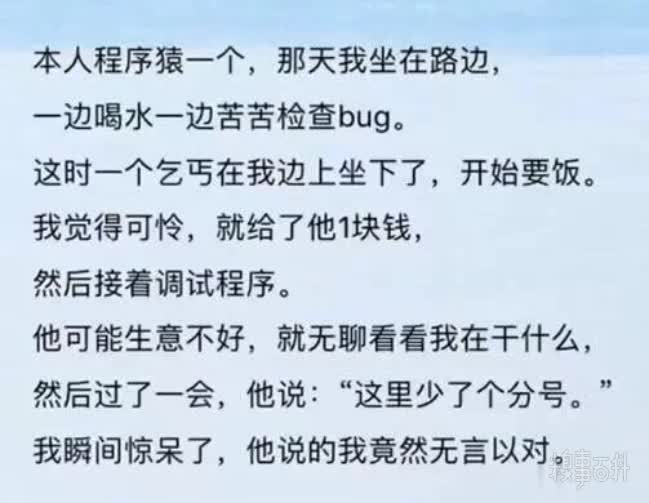 本人程序猿一个，那天我坐在路边，
一边喝水一边苦苦检查bug。
这时一个乞丐在我边上坐下了，开始要饭。
我觉得可怜，就给了他1块钱，
然后接着调试程序。
他可能生意不好，就无聊看看我在干什么，
然后过了一会，他说：“这里少了个分号。”
我瞬间惊呆了，他说的我竟然无言以对。